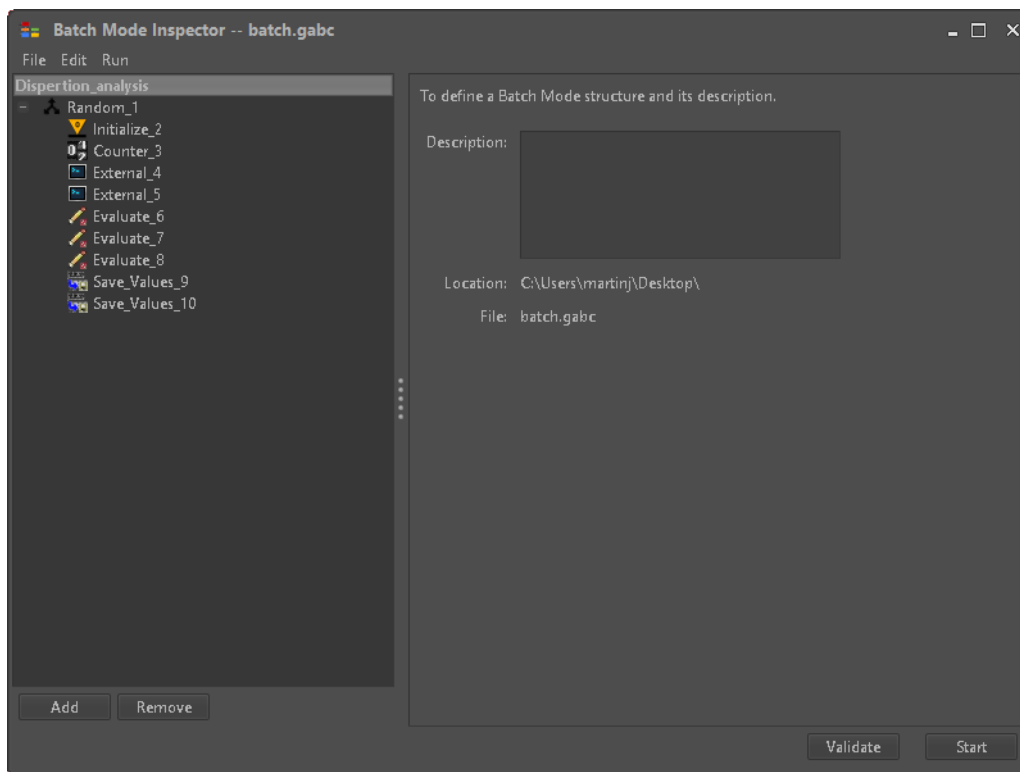 Batch Mode Inspector -- batch.gabc
File Edit Run
Dispertion_analysis
Random_1
Initialize_2
Counter_3
External_4
External_5
Evaluate_6
Evaluate_7
Evaluate_8
Save_Values_9
Save_Values_10
Add Remove
To define a Batch Mode structure and its description.
Description:
Location: C:\Users\martinj\Desktop\
File: batch.gabc
Validate Start